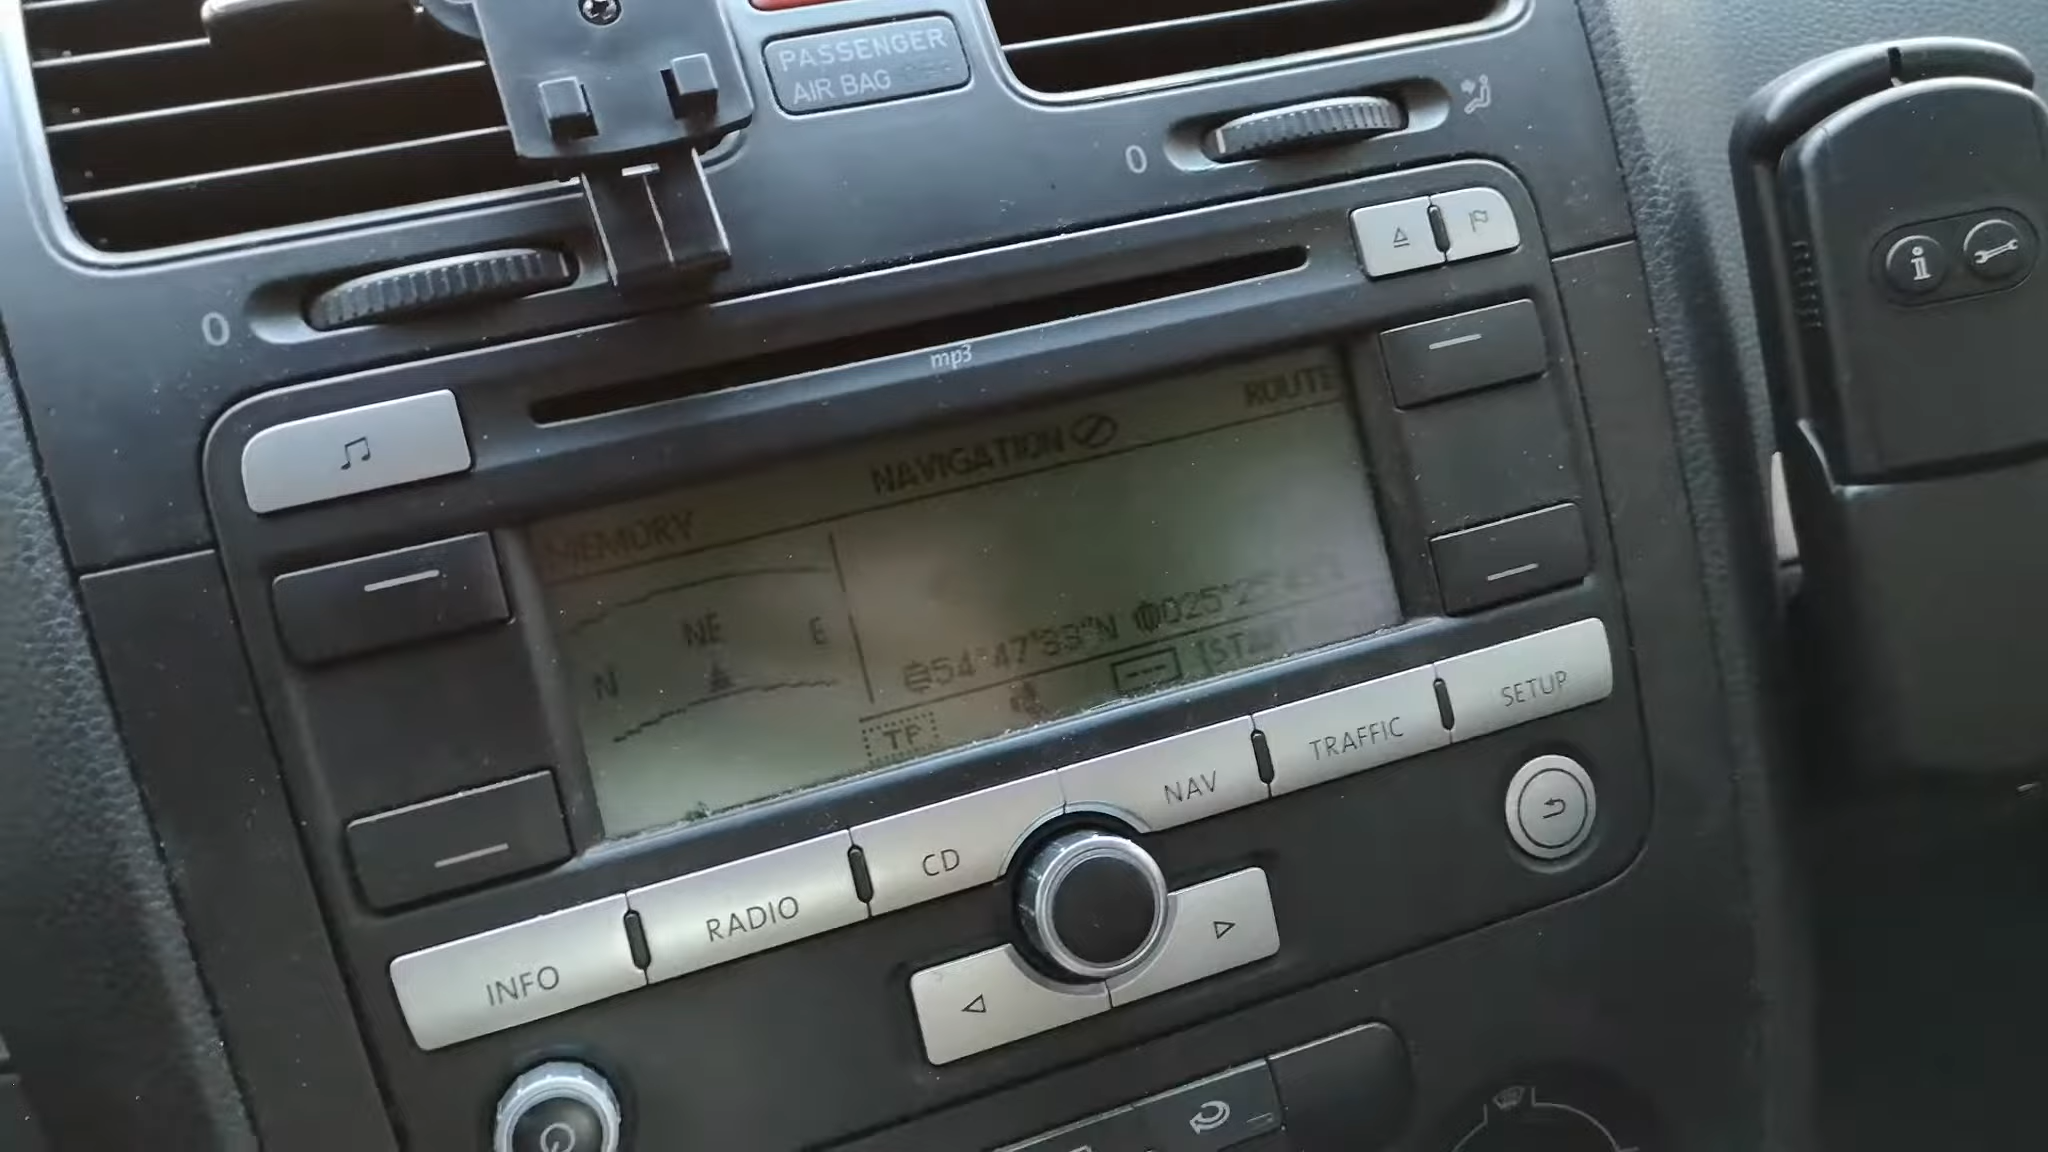 PASSENGER
AIR BAG
0
0
mp3
ROUTE
NAVIGATION
MEMORY
NE
N
E
54°47'33"N
TP
SETUP
TRAFFIC
NAV
CD
RADIO
INFO
i